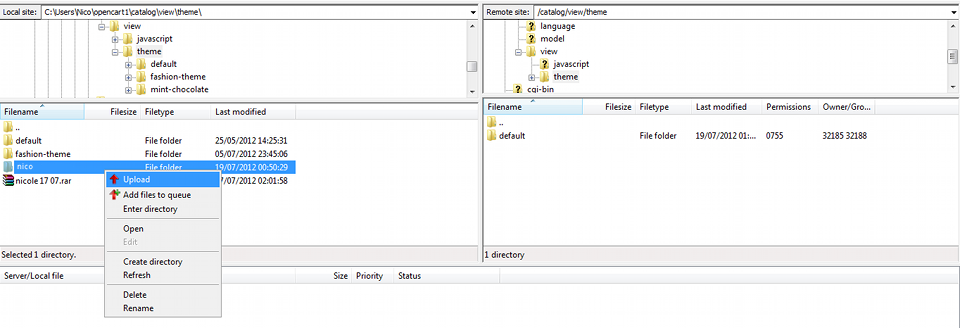 Local site: C:\Users\Nico\opencart1\catalog\view\theme\
view
javascript
theme
default
fashion-theme
mint-chocolate
Filename Filesize Filetype Last modified
..
default File folder 25/05/2012 14:25:31
fashion-theme File folder 05/07/2012 23:45:06
nico File folder 19/07/2012 00:50:29
nicole 17 07.rar 7/07/2012 02:01:58
Upload
Add files to queue
Enter directory
Open
Edit
Create directory
Refresh
Delete
Rename
Selected 1 directory.
Remote site: /catalog/view/theme
language
model
view
javascript
theme
cgi-bin
Filename Filesize Filetype Last modified Permissions Owner/Gro...
..
default File folder 19/07/2012 01:... 0755 32185 32188
1 directory
Server/Local file Size Priority Status